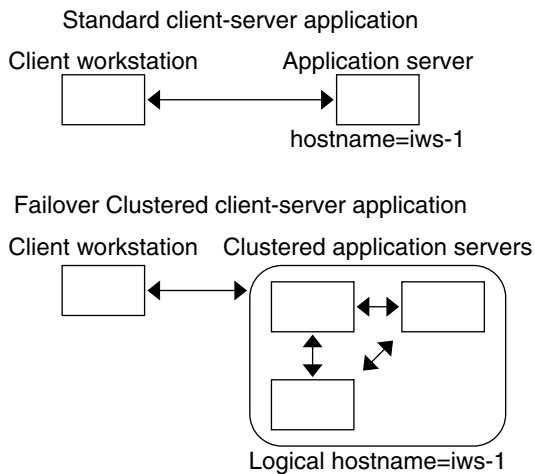 Standard client-server application
Client workstation Application server
hostname=iws-1
Failover Clustered client-server application
Client workstation Clustered application servers
Logical hostname=iws-1